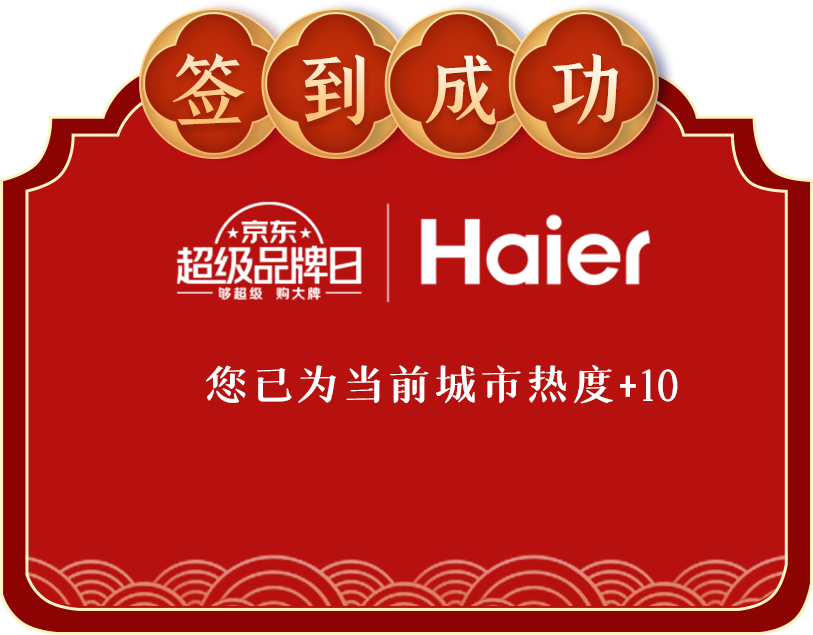 签到成功
京东
超级品牌日
够超级 购大牌
Haier
您已为当前城市热度+10